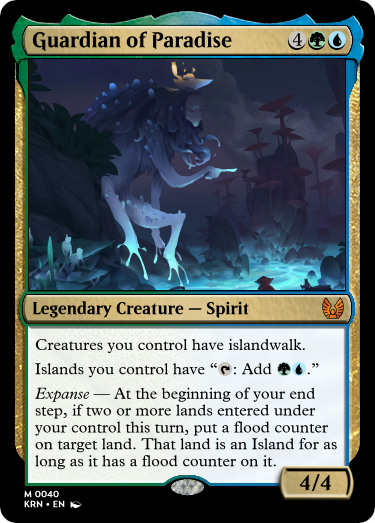 Guardian of Paradise 4
Legendary Creature — Spirit
Creatures you control have islandwalk.
Islands you control have “: Add .”
Expanse — At the beginning of your end
step, if two or more lands entered under
your control this turn, put a flood counter
on target land. That land is an Island for as
long as it has a flood counter on it.
4/4
M 0040
KRN • EN